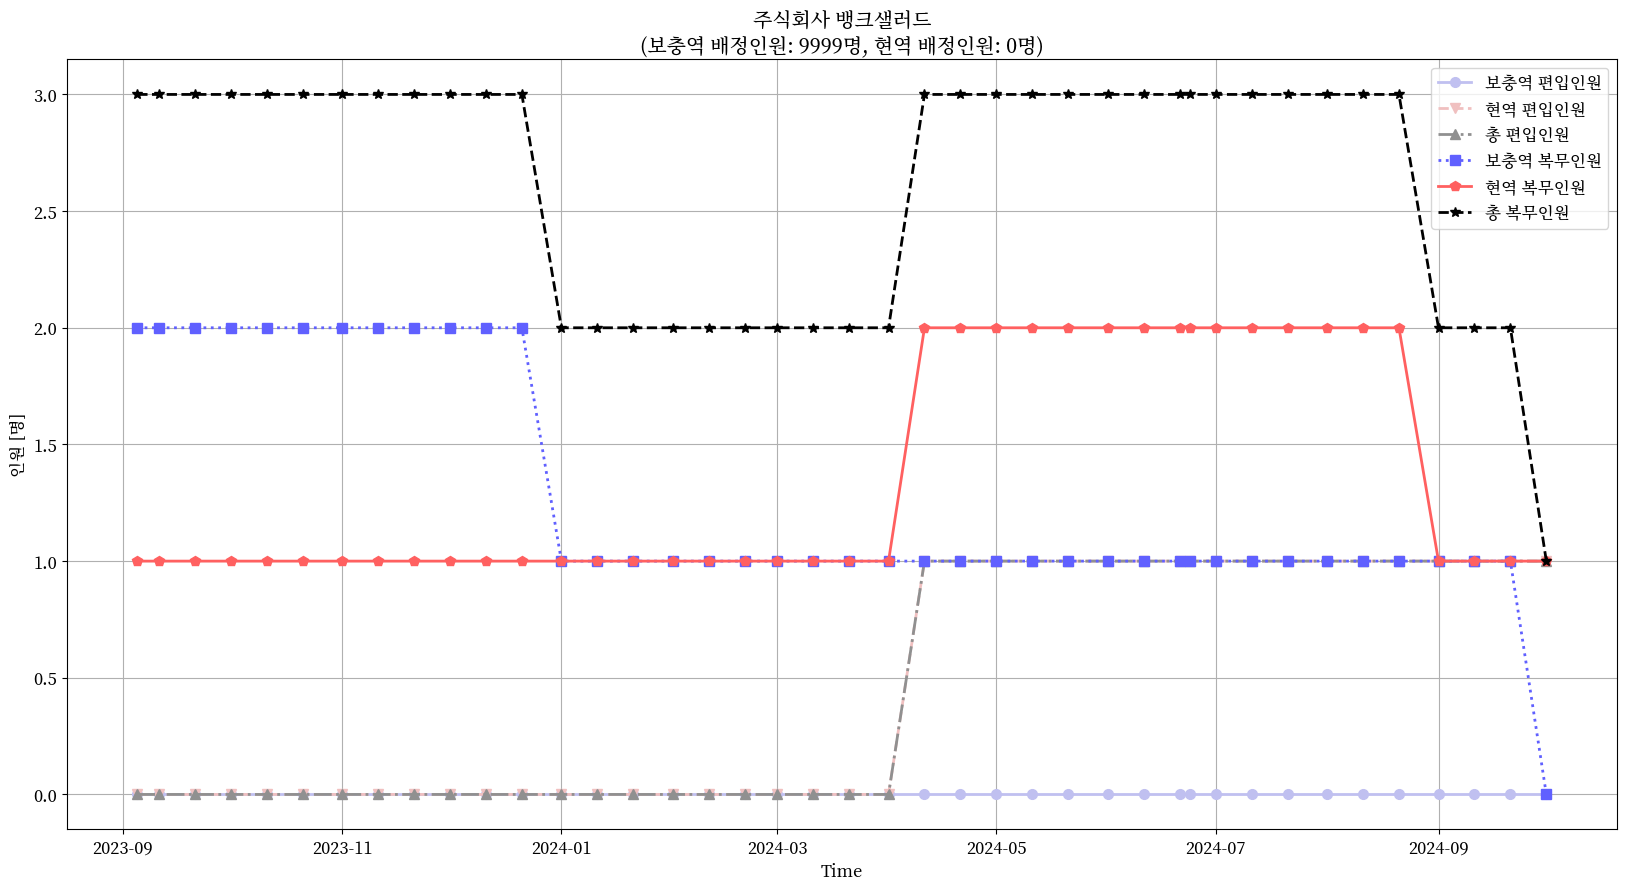 주식회사 뱅크샐러드
(보충역 배정인원: 9999명, 현역 배정인원: 0명)
보충역 편입인원
현역 편입인원
총 편입인원
보충역 복무인원
현역 복무인원
총 복무인원
3.0
2.5
2.0
1.5
1.0
0.5
0.0
인원 [명]
2023-09
2023-11
2024-01
2024-03
2024-05
2024-07
2024-09
Time